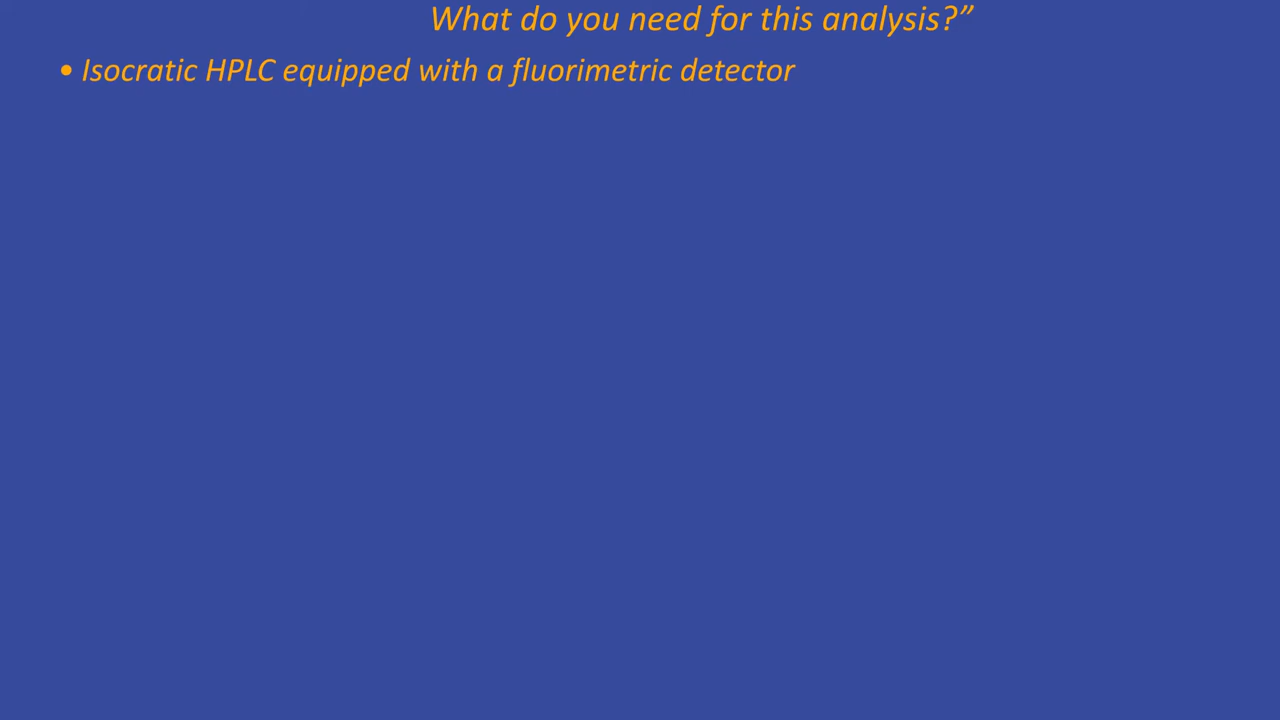 What do you need for this analysis?”
• Isocratic HPLC equipped with a fluorimetric detector